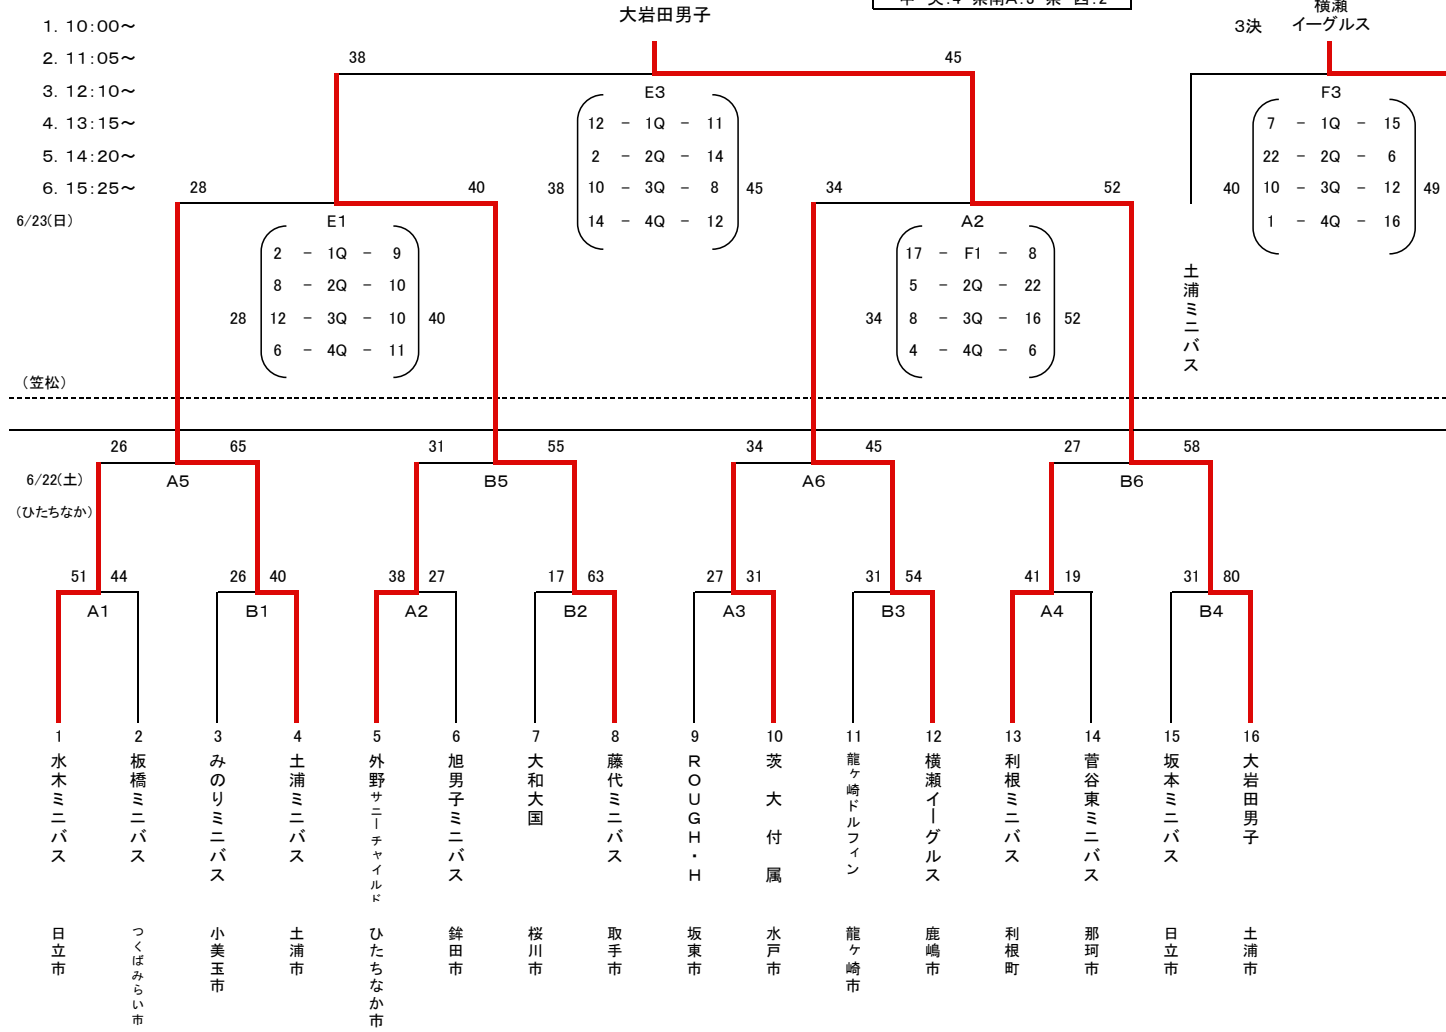 大岩田男子
横瀬
3決 イーグルス
1. 10:00～
2. 11:05～
3. 12:10～
4. 13:15～
5. 14:20～
6. 15:25～
6/23(日)
38 45
E3
12 － 1Q － 11
2 － 2Q － 14
38 10 － 3Q － 8 45
14 － 4Q － 12
F3
7 － 1Q － 15
22 － 2Q － 6
40 10 － 3Q － 12 49
1 － 4Q － 16
28 40
E1
2 － 1Q － 9
8 － 2Q － 10
28 12 － 3Q － 10 40
6 － 4Q － 11
34 52
A2
17 － F1 － 8
5 － 2Q － 22
34 8 － 3Q － 16 52
4 － 4Q － 6
土浦ミニバス
（笠松）
26 65 31 55 34 45 27 58
6/22(土) A5 B5 A6 B6
（ひたちなか）
51 44 26 40 38 27 17 63 27 31 31 54 41 19 31 80
A1 B1 A2 B2 A3 B3 A4 B4
1 2 3 4 5 6 7 8 9 10 11 12 13 14 15 16
水木ミニバス
板橋ミニバス
みのりミニバス
土浦ミニバス
外野サニーチャイルド
旭男子ミニバス
大和大国
藤代ミニバス
ROUGH・H
茨大付属
龍ヶ崎ドルフィン
横瀬イーグルス
利根ミニバス
菅谷東ミニバス
坂本ミニバス
大岩田男子
日立市
つくばみらい市
小美玉市
土浦市
ひたちなか市
鉾田市
桜川市
取手市
坂東市
水戸市
龍ヶ崎市
鹿嶋市
利根町
那珂市
日立市
土浦市